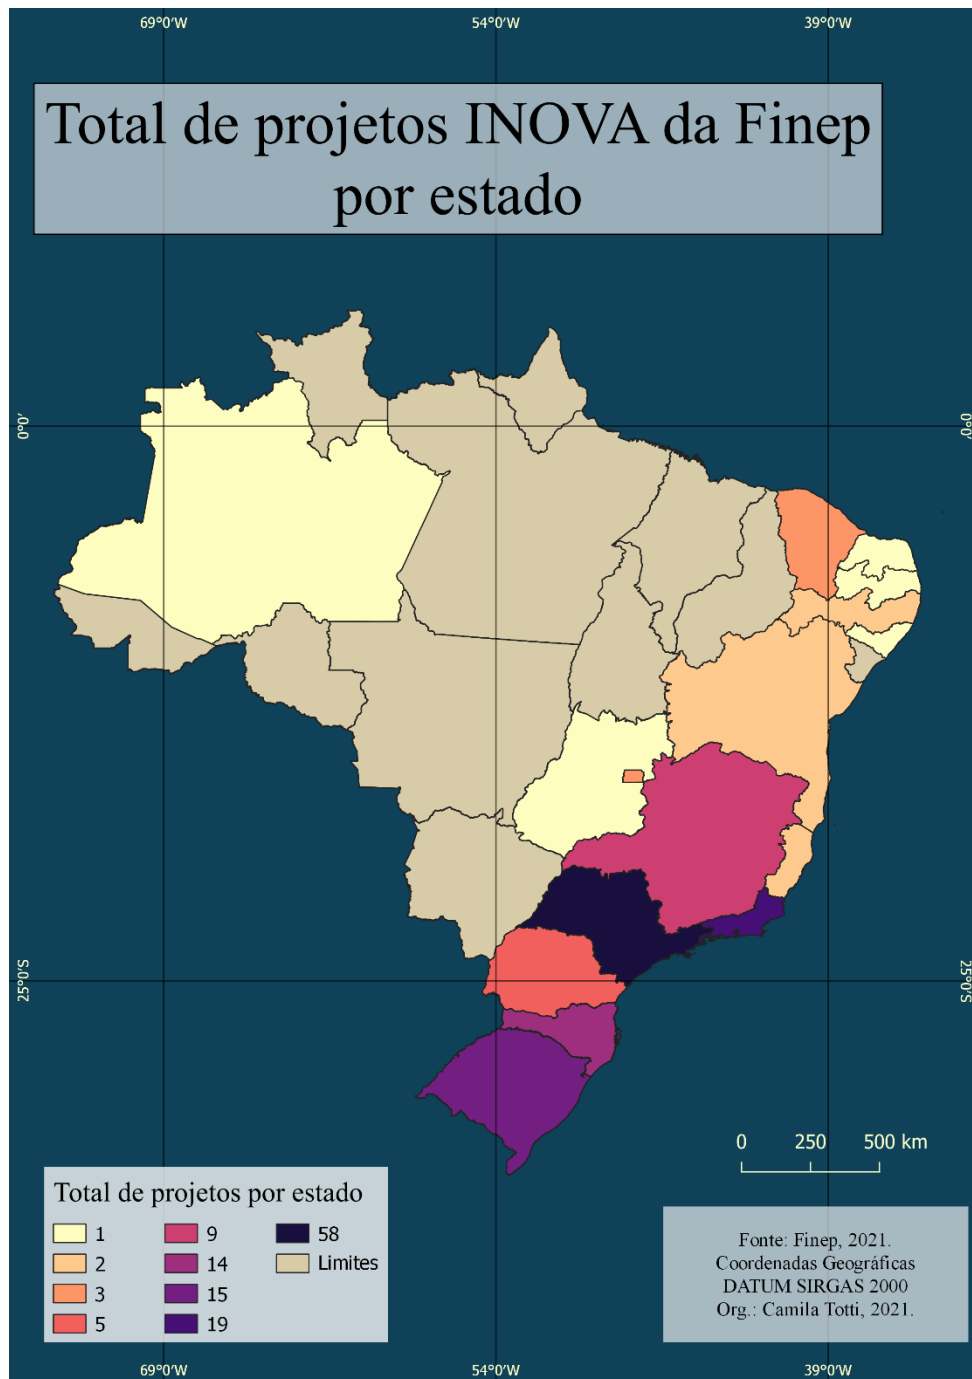 69°0'W 54°0'W 39°0'W
Total de projetos INOVA da Finep
por estado
0°0' 0°0'
25°0'S 25°0'S
0 250 500 km
Total de projetos por estado
1 9 58
2 14 Limites
3 15
5 19
Fonte: Finep, 2021.
Coordenadas Geográficas
DATUM SIRGAS 2000
Org.: Camila Totti, 2021.
69°0'W 54°0'W 39°0'W